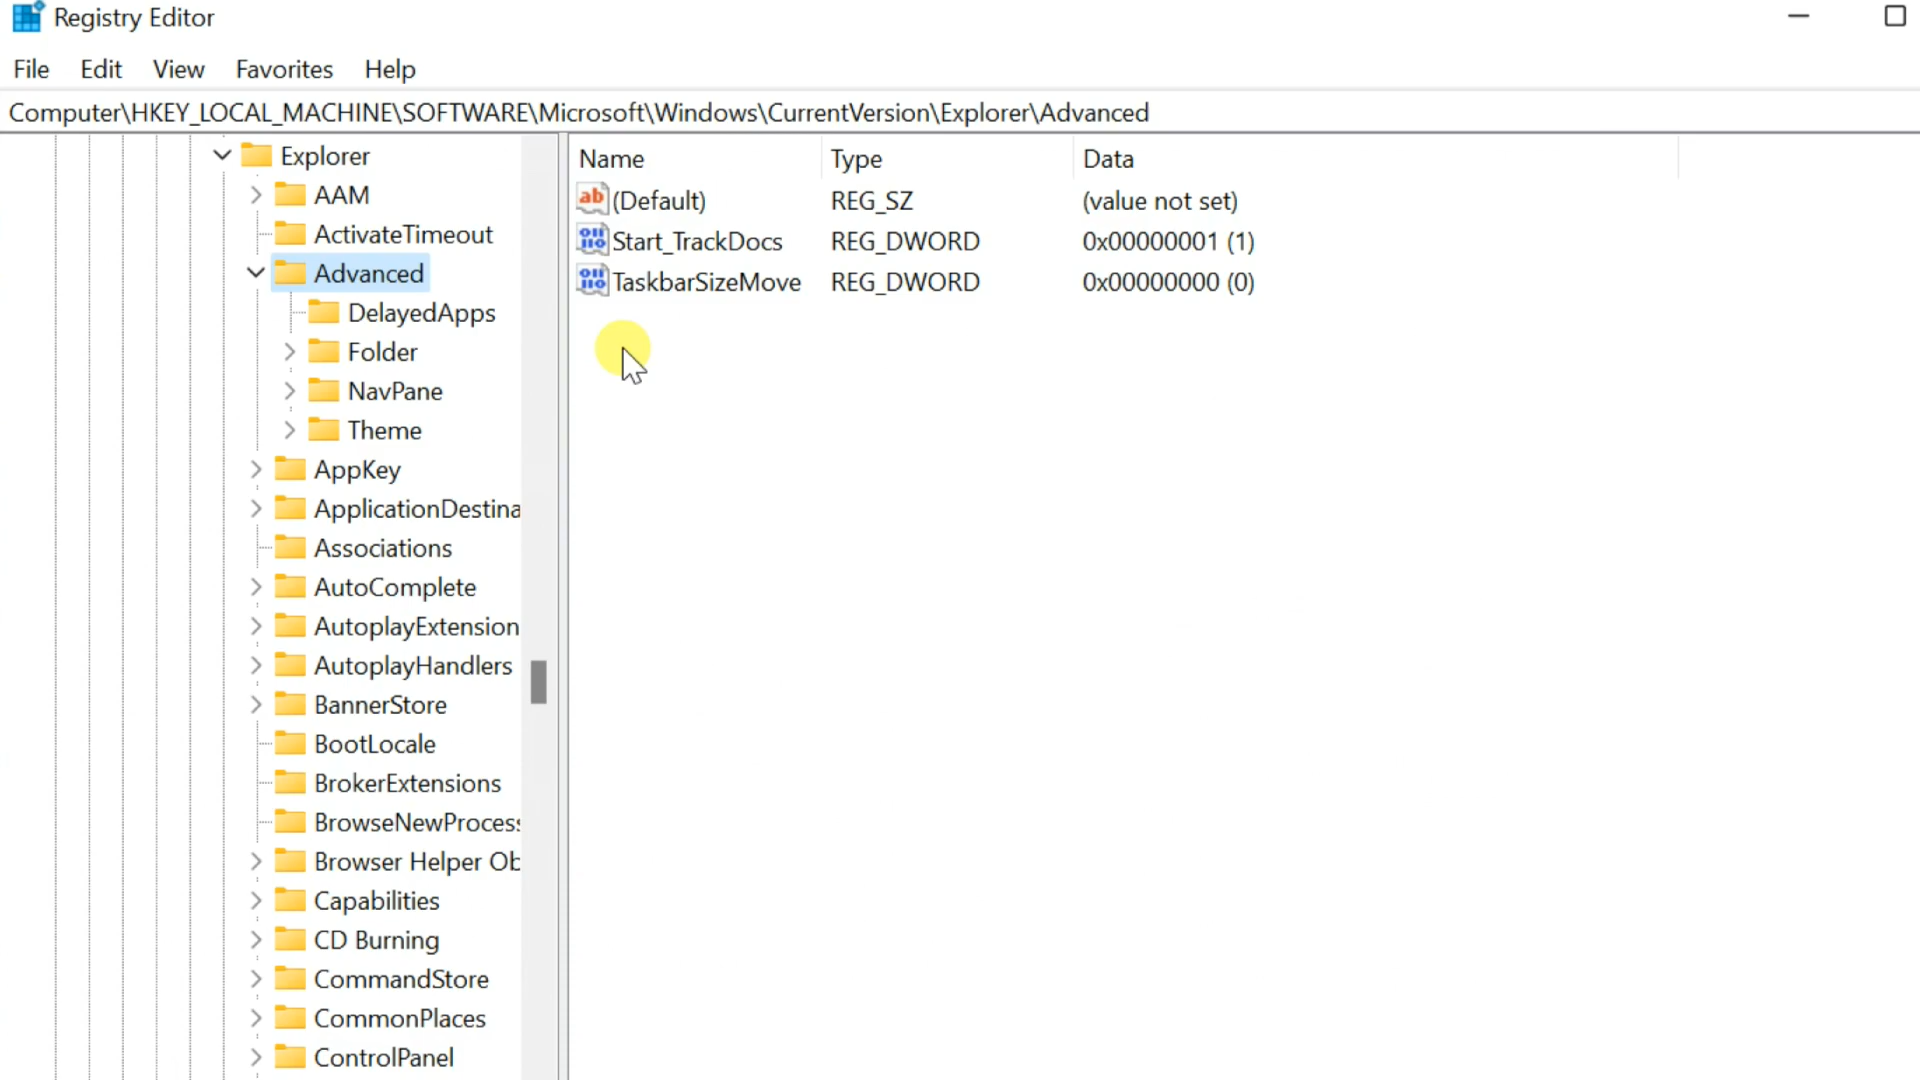 Registry Editor
File Edit View Favorites Help
Computer\HKEY_LOCAL_MACHINE\SOFTWARE\Microsoft\Windows\CurrentVersion\Explorer\Advanced
Explorer
AAM
ActivateTimeout
Advanced
DelayedApps
Folder
NavPane
Theme
AppKey
ApplicationDestina
Associations
AutoComplete
AutoplayExtension
AutoplayHandlers
BannerStore
BootLocale
BrokerExtensions
BrowseNewProcess
Browser Helper Ob
Capabilities
CD Burning
CommandStore
CommonPlaces
ControlPanel
Name Type Data
(Default) REG_SZ (value not set)
Start_TrackDocs REG_DWORD 0x00000001 (1)
TaskbarSizeMove REG_DWORD 0x00000000 (0)